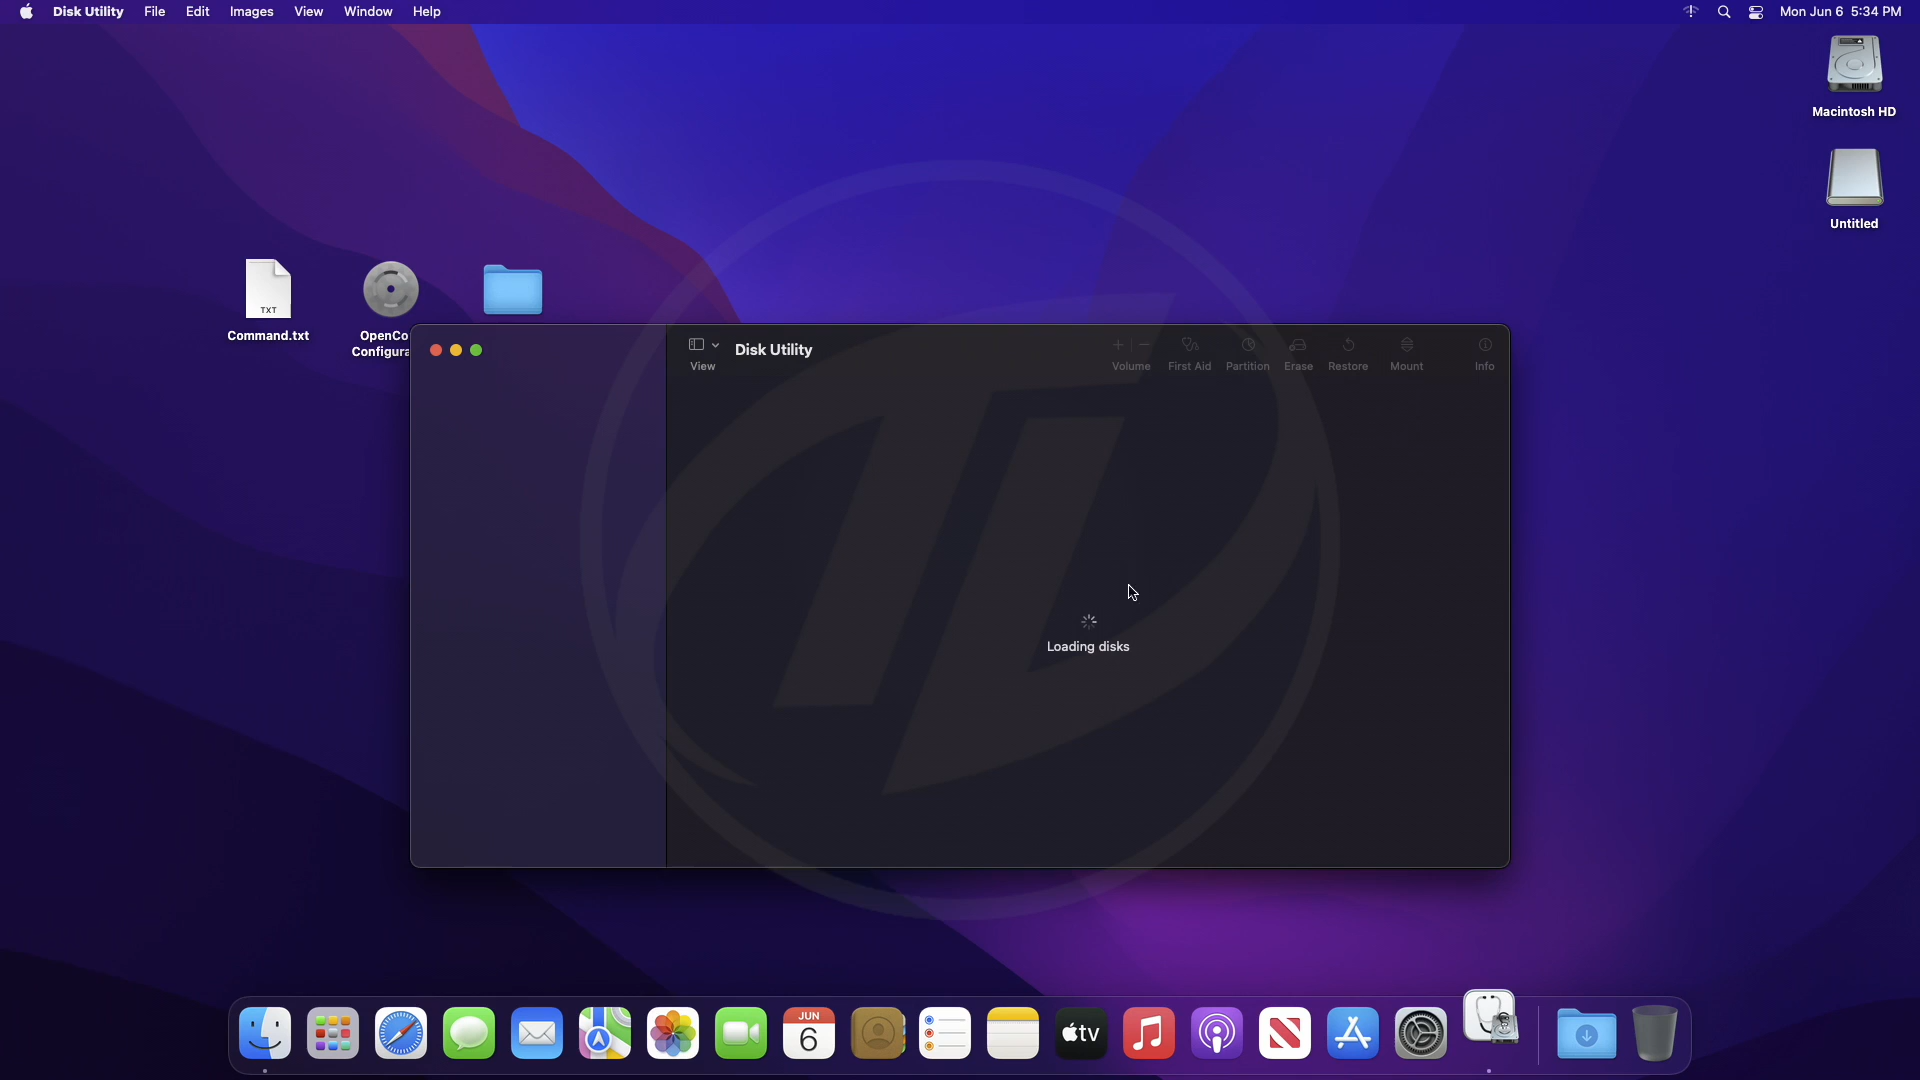 Disk Utility File Edit Images View Window Help Mon Jun 6 5:34 PM
Macintosh HD
Untitled
TXT
Command.txt
OpenCo
Configura
View
Disk Utility
Volume First Aid Partition Erase Restore Mount Info
Loading disks
JUN
6
tv